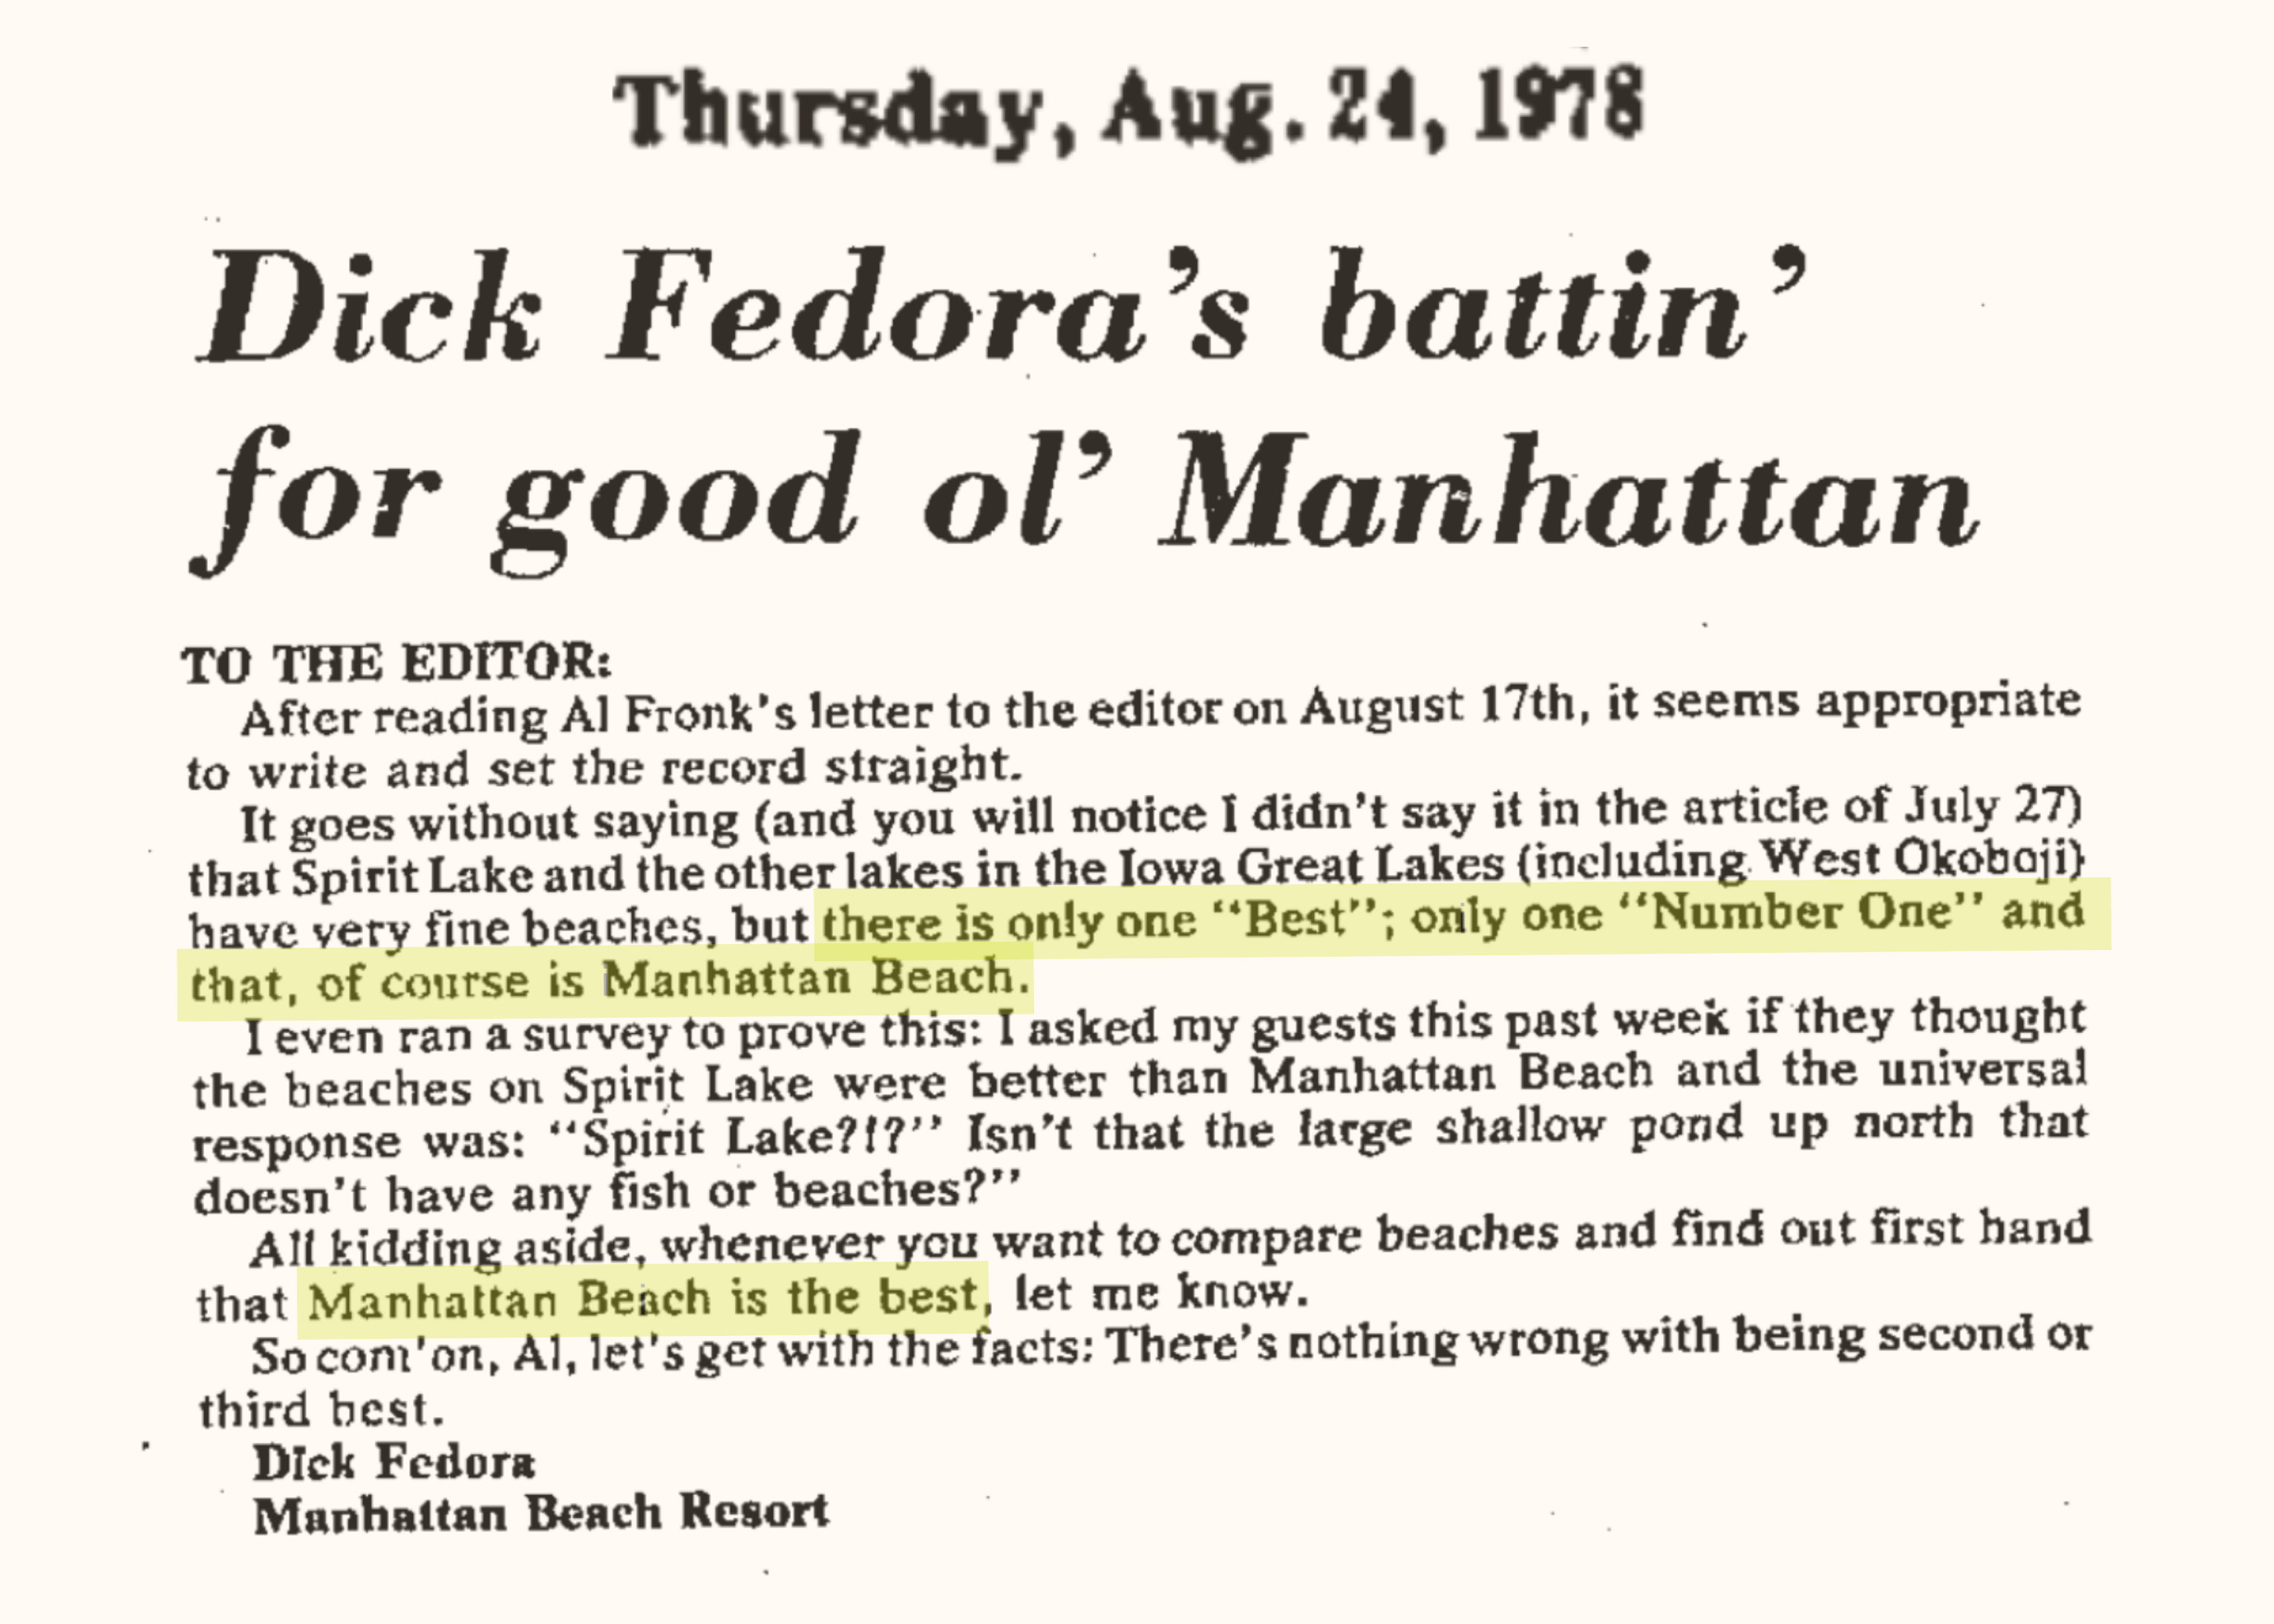 Thursday, Aug. 24, 1978
Dick Fedora's battin'
for good ol' Manhattan
TO THE EDITOR:
After reading Al Fronk's letter to the editor on August 17th, it seems appropriate
to write and set the record straight.
It goes without saying (and you will notice I didn't say it in the article of July 27)
that Spirit Lake and the other lakes in the Iowa Great Lakes (including West Okoboji)
have very fine beaches, but there is only one "Best"; only one "Number One" and
that, of course is Manhattan Beach.
I even ran a survey to prove this: I asked my guests this past week if they thought
the beaches on Spirit Lake were better than Manhattan Beach and the universal
response was: "Spirit Lake?!?" Isn't that the large shallow pond up north that
doesn't have any fish or beaches?"
All kidding aside, whenever you want to compare beaches and find out first hand
that Manhattan Beach is the best, let me know.
So com'on, Al, let's get with the facts: There's nothing wrong with being second or
third best.
Dick Fedora
Manhattan Beach Resort